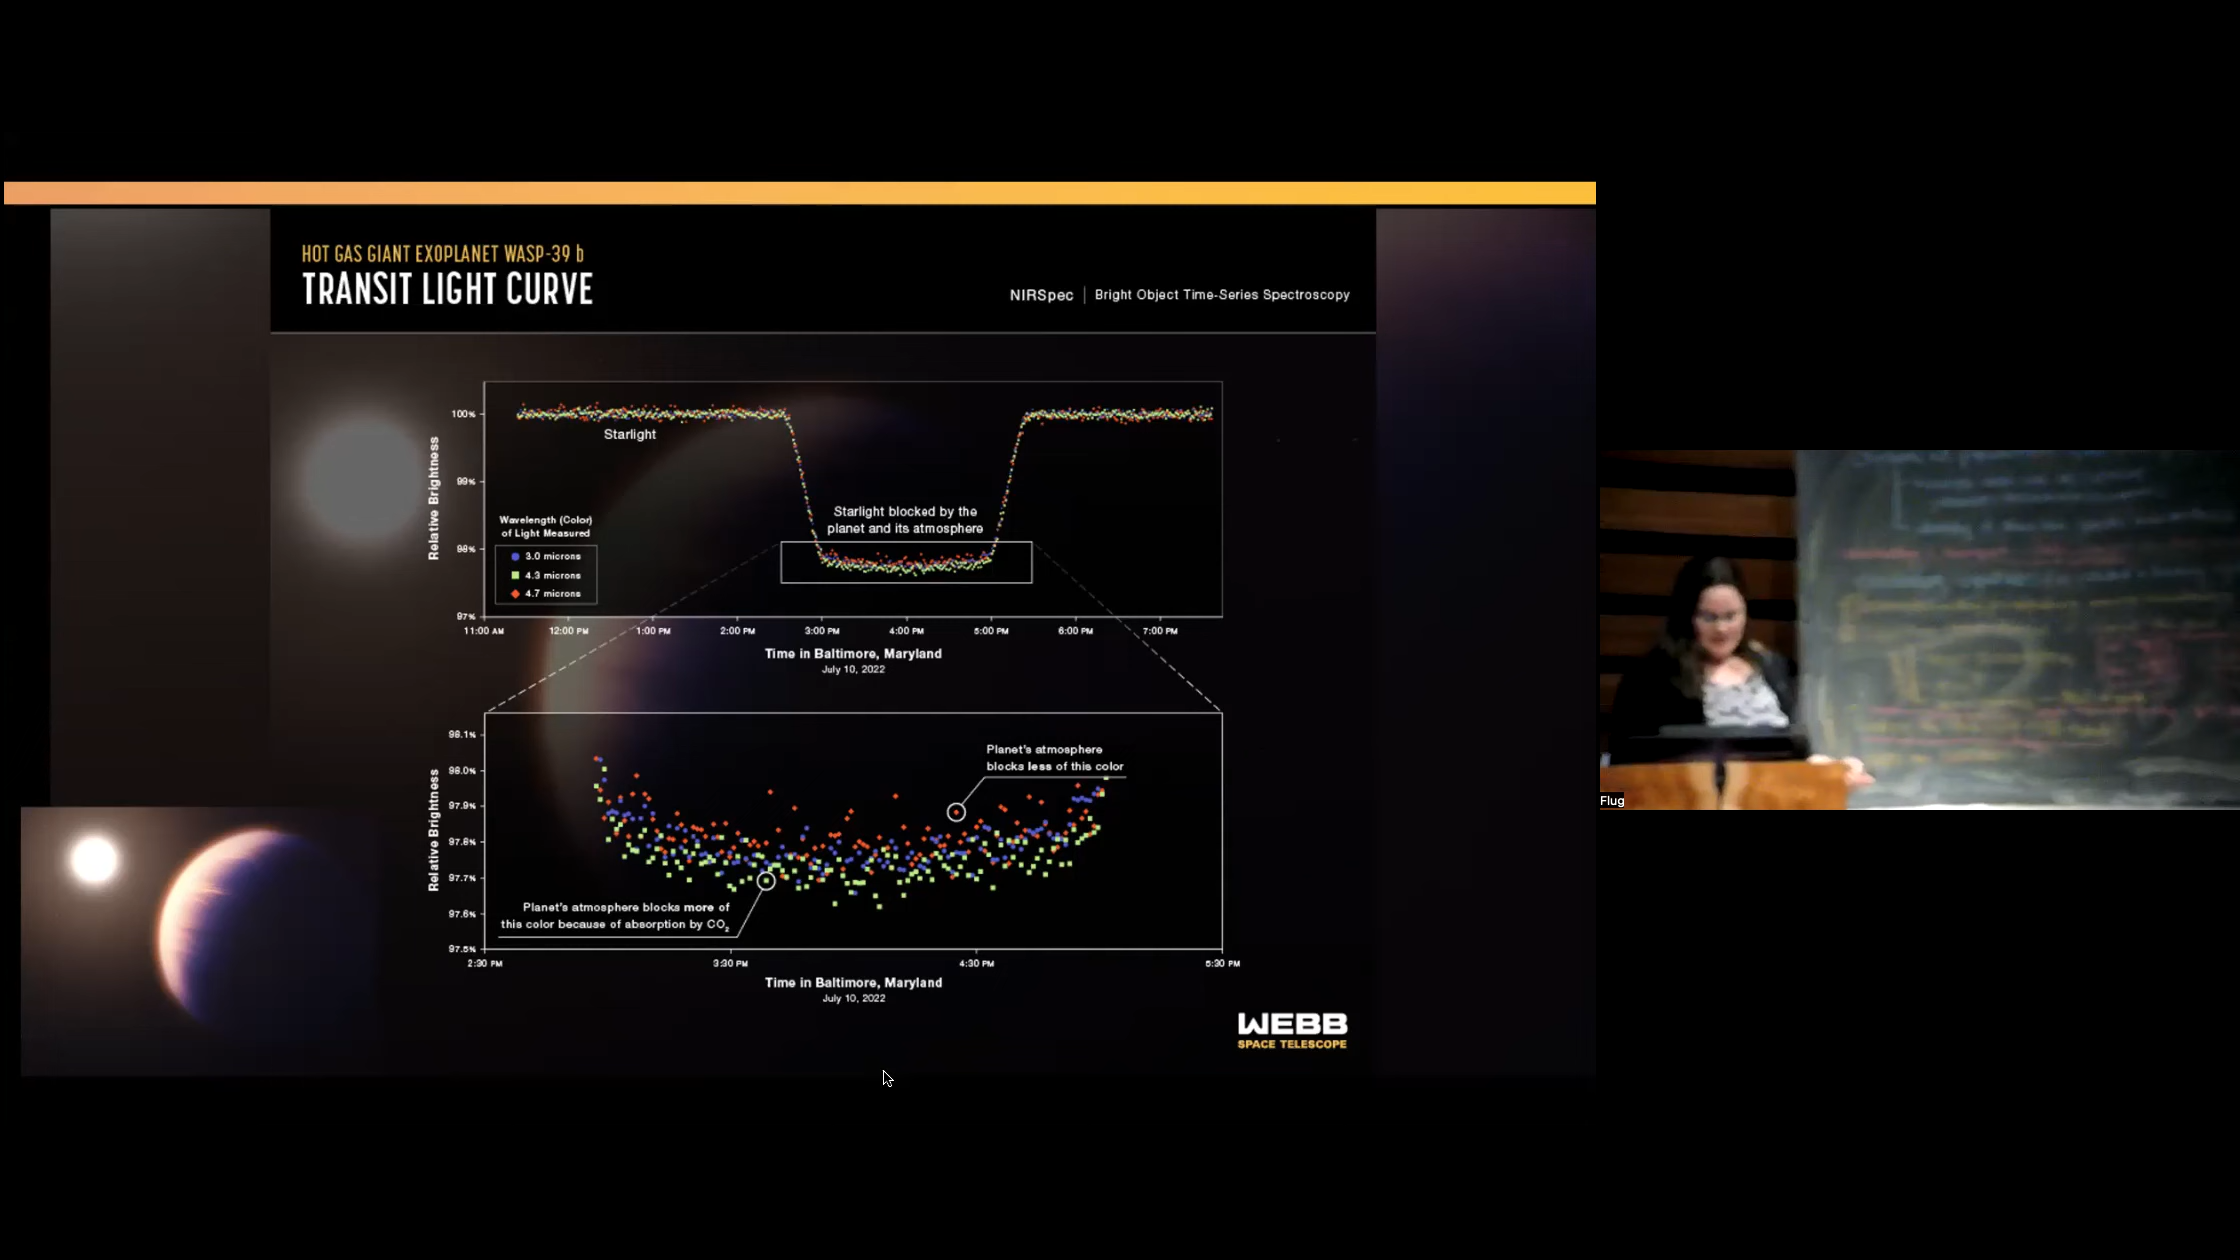 HOT GAS GIANT EXOPLANET WASP-39 b
TRANSIT LIGHT CURVE
NIRSpec | Bright Object Time-Series Spectroscopy
Relative Brightness
100%
99%
98%
97%
Starlight
Starlight blocked by the
planet and its atmosphere
Wavelength (Color)
of Light Measured
3.0 microns
4.3 microns
4.7 microns
11:00 AM 12:00 PM 1:00 PM 2:00 PM 3:00 PM 4:00 PM 5:00 PM 6:00 PM 7:00 PM
Time in Baltimore, Maryland
July 10, 2022
Relative Brightness
98.1%
98.0%
97.9%
97.8%
97.7%
97.6%
97.5%
Planet's atmosphere
blocks less of this color
Planet's atmosphere blocks more of
this color because of absorption by CO₂
2:30 PM 3:30 PM 4:30 PM 5:30 PM
Time in Baltimore, Maryland
July 10, 2022
WEBB
SPACE TELESCOPE
Flug